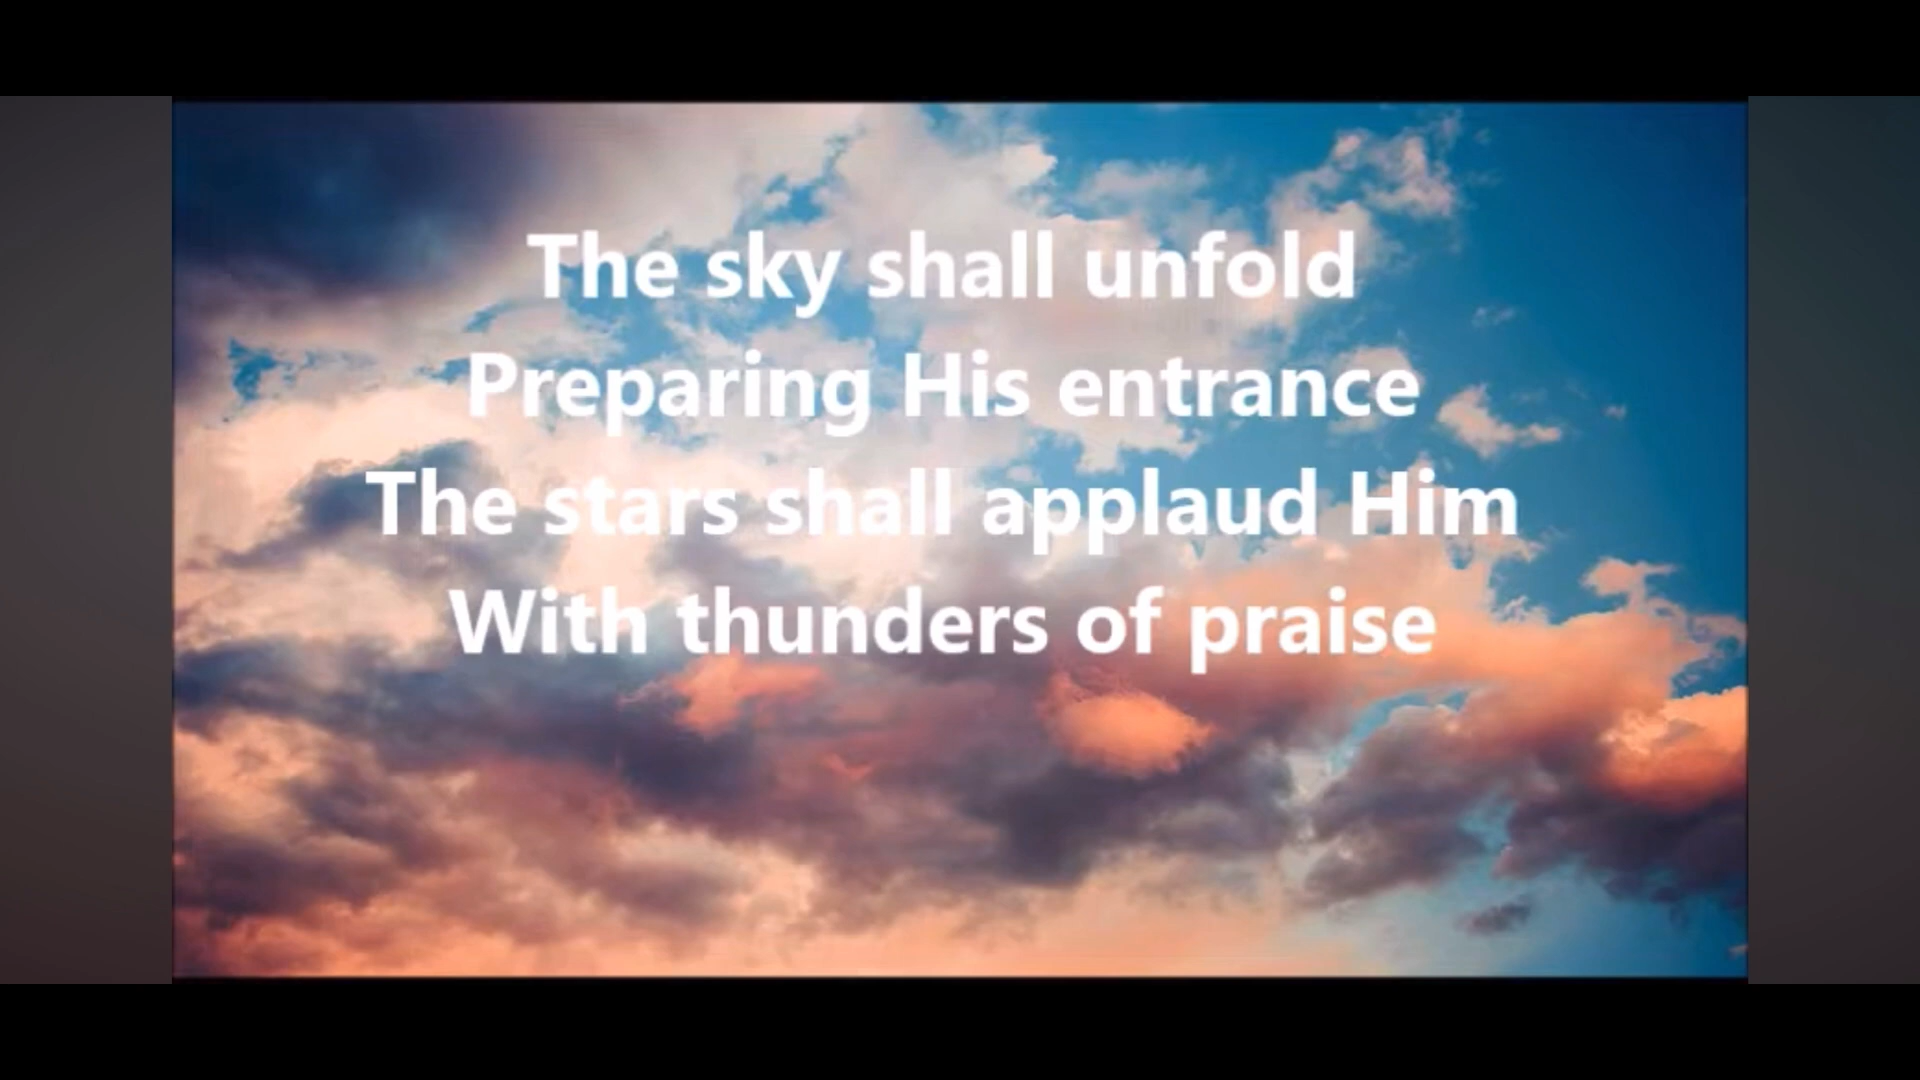 The sky shall unfold
Preparing His entrance
The stars shall applaud Him
With thunders of praise